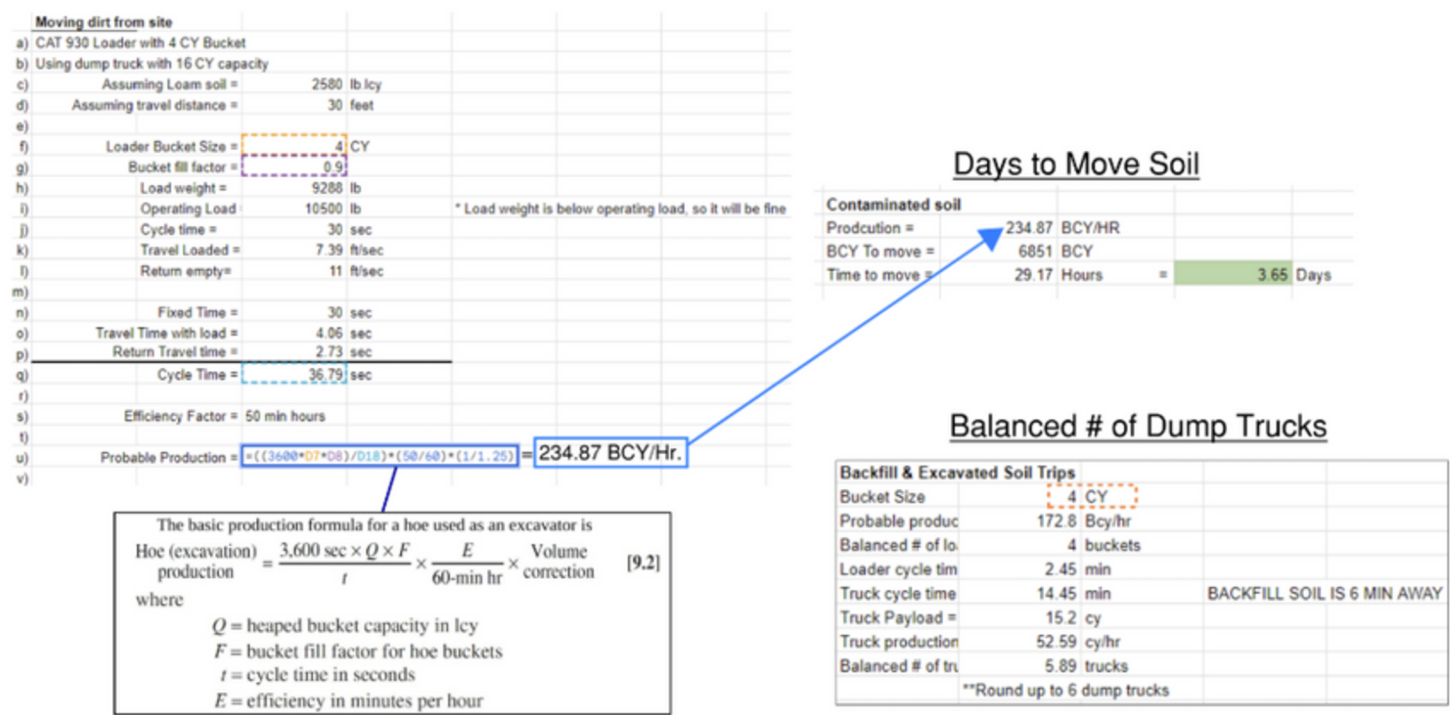 Moving dirt from site
a) CAT 930 Loader with 4 CY Bucket
b) Using dump truck with 16 CY capacity
c) Assuming Loam soil = 2580 lb.lcy
d) Assuming travel distance = 30 feet
e)
f) Loader Bucket Size = 4 CY
g) Bucket fill factor = 0.9
h) Load weight = 9288 lb
i) Operating Load 10500 lb * Load weight is below operating load, so it will be fine
j) Cycle time = 30 sec
k) Travel Loaded = 7.39 ft/sec
l) Return empty= 11 ft/sec
m)
n) Fixed Time = 30 sec
o) Travel Time with load = 4.06 sec
p) Return Travel time = 2.73 sec
q) Cycle Time = 36.79 sec
r)
s) Efficiency Factor = 50 min hours
t)
u) Probable Production = =((3600*D7*D8)/D18)*(50/60)*(1/1.25) = 234.87 BCY/Hr.
v)
The basic production formula for a hoe used as an excavator is
Hoe (excavation) production = 3,600 sec × Q × F / t × E / 60-min hr × Volume correction [9.2]
where
Q = heaped bucket capacity in lcy
F = bucket fill factor for hoe buckets
t = cycle time in seconds
E = efficiency in minutes per hour
Days to Move Soil
Contaminated soil
Prodcution = 234.87 BCY/HR
BCY To move = 6851 BCY
Time to move = 29.17 Hours = 3.65 Days
Balanced # of Dump Trucks
Backfill & Excavated Soil Trips
Bucket Size 4 CY
Probable produc 172.8 Bcy/hr
Balanced # of lo 4 buckets
Loader cycle tim 2.45 min
Truck cycle time 14.45 min BACKFILL SOIL IS 6 MIN AWAY
Truck Payload = 15.2 cy
Truck production 52.59 cy/hr
Balanced # of tru 5.89 trucks
**Round up to 6 dump trucks